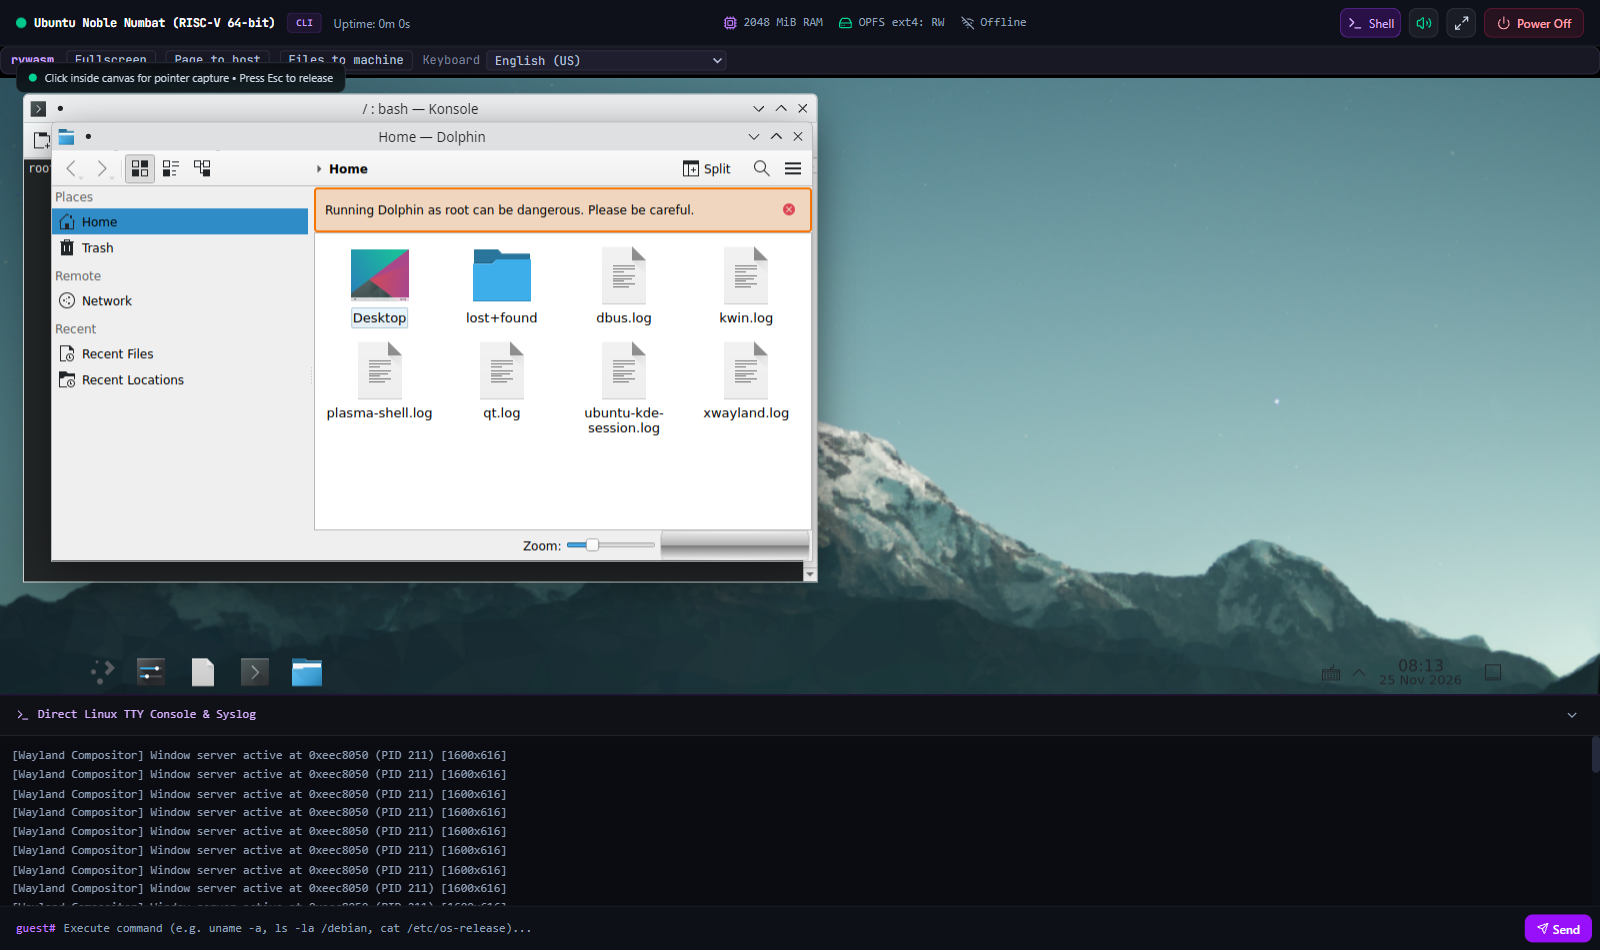 Ubuntu Noble Numbat (RISC-V 64-bit) CLI Uptime: 0m 0s
2048 MiB RAM OPFS ext4: RW Offline
Shell Power Off
rvwasm Fullscreen Page to host Files to machine Keyboard English (US)
Click inside canvas for pointer capture • Press Esc to release
/ : bash — Konsole
Home — Dolphin
Home
Split
Places
Home
Trash
Remote
Network
Recent
Recent Files
Recent Locations
Running Dolphin as root can be dangerous. Please be careful.
Desktop lost+found dbus.log kwin.log
plasma-shell.log qt.log ubuntu-kde-
session.log xwayland.log
Zoom:
08:13
25 Nov 2026
Direct Linux TTY Console & Syslog
[Wayland Compositor] Window server active at 0xeec8050 (PID 211) [1600x616]
[Wayland Compositor] Window server active at 0xeec8050 (PID 211) [1600x616]
[Wayland Compositor] Window server active at 0xeec8050 (PID 211) [1600x616]
[Wayland Compositor] Window server active at 0xeec8050 (PID 211) [1600x616]
[Wayland Compositor] Window server active at 0xeec8050 (PID 211) [1600x616]
[Wayland Compositor] Window server active at 0xeec8050 (PID 211) [1600x616]
[Wayland Compositor] Window server active at 0xeec8050 (PID 211) [1600x616]
[Wayland Compositor] Window server active at 0xeec8050 (PID 211) [1600x616]
guest# Execute command (e.g. uname -a, ls -la /debian, cat /etc/os-release)...
Send